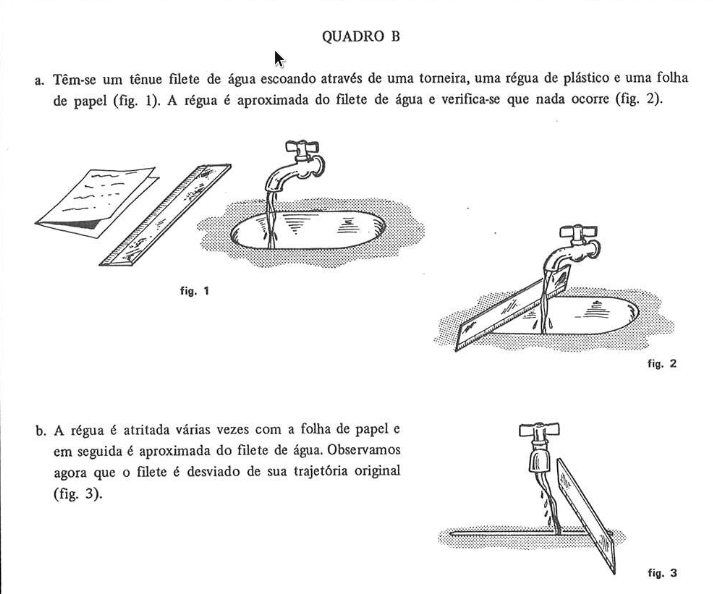 QUADRO B
a. Têm-se um tênue filete de água escoando através de uma torneira, uma régua de plástico e uma folha
de papel (fig. 1). A régua é aproximada do filete de água e verifica-se que nada ocorre (fig. 2).
fig. 1
fig. 2
b. A régua é atritada várias vezes com a folha de papel e
em seguida é aproximada do filete de água. Observamos
agora que o filete é desviado de sua trajetória original
(fig. 3).
fig. 3